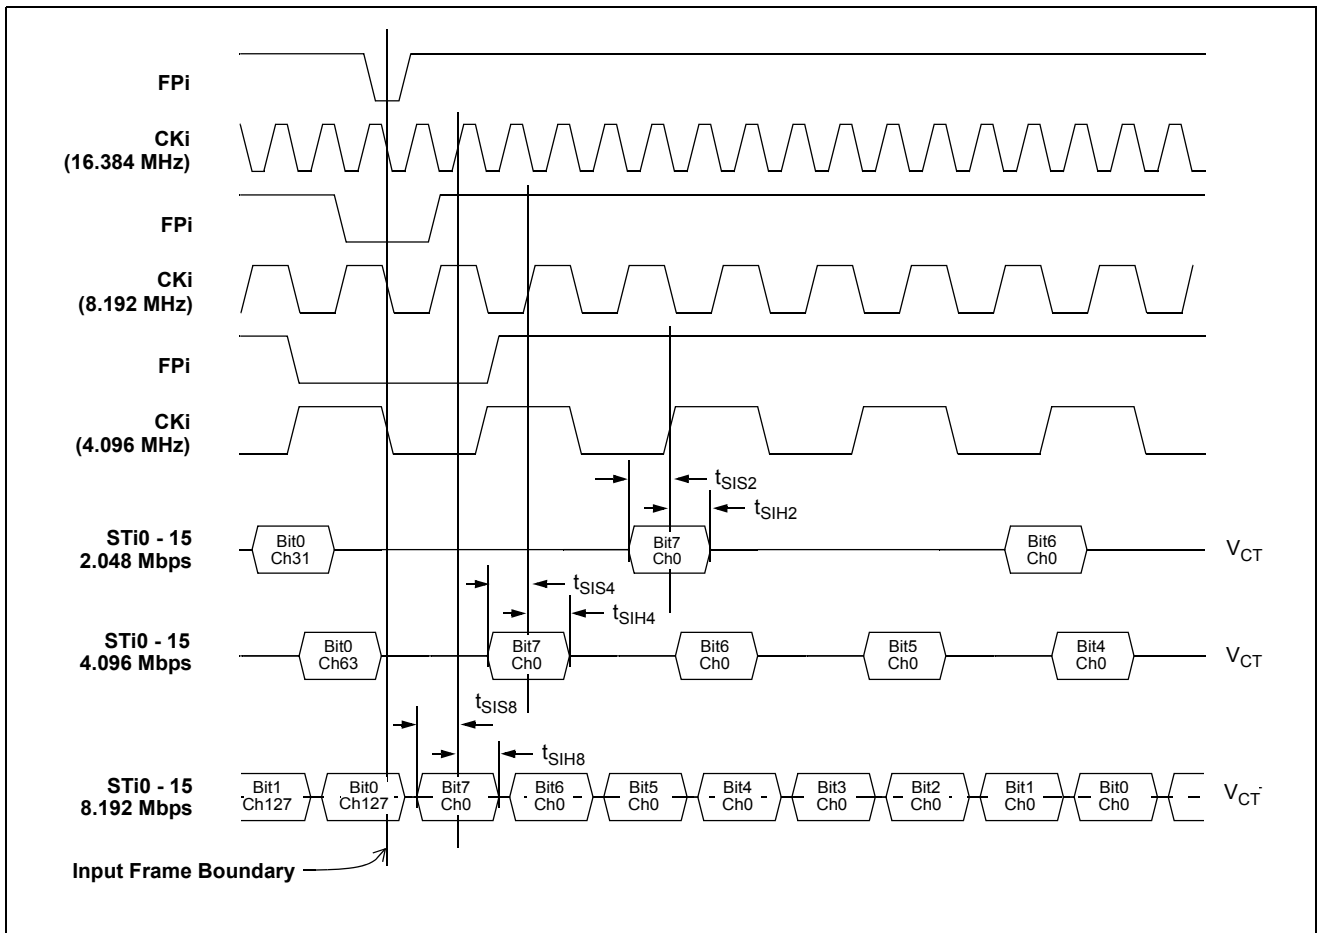 FPi
CKi
(16.384 MHz)
FPi
CKi
(8.192 MHz)
FPi
CKi
(4.096 MHz)
tSIS2
tSIH2
STi0 - 15
2.048 Mbps
Bit0
Ch31
Bit7
Ch0
Bit6
Ch0
VCT
tSIS4
tSIH4
STi0 - 15
4.096 Mbps
Bit0
Ch63
Bit7
Ch0
Bit6
Ch0
Bit5
Ch0
Bit4
Ch0
VCT
tSIS8
tSIH8
STi0 - 15
8.192 Mbps
Bit1
Ch127
Bit0
Ch127
Bit7
Ch0
Bit6
Ch0
Bit5
Ch0
Bit4
Ch0
Bit3
Ch0
Bit2
Ch0
Bit1
Ch0
Bit0
Ch0
VCT
Input Frame Boundary